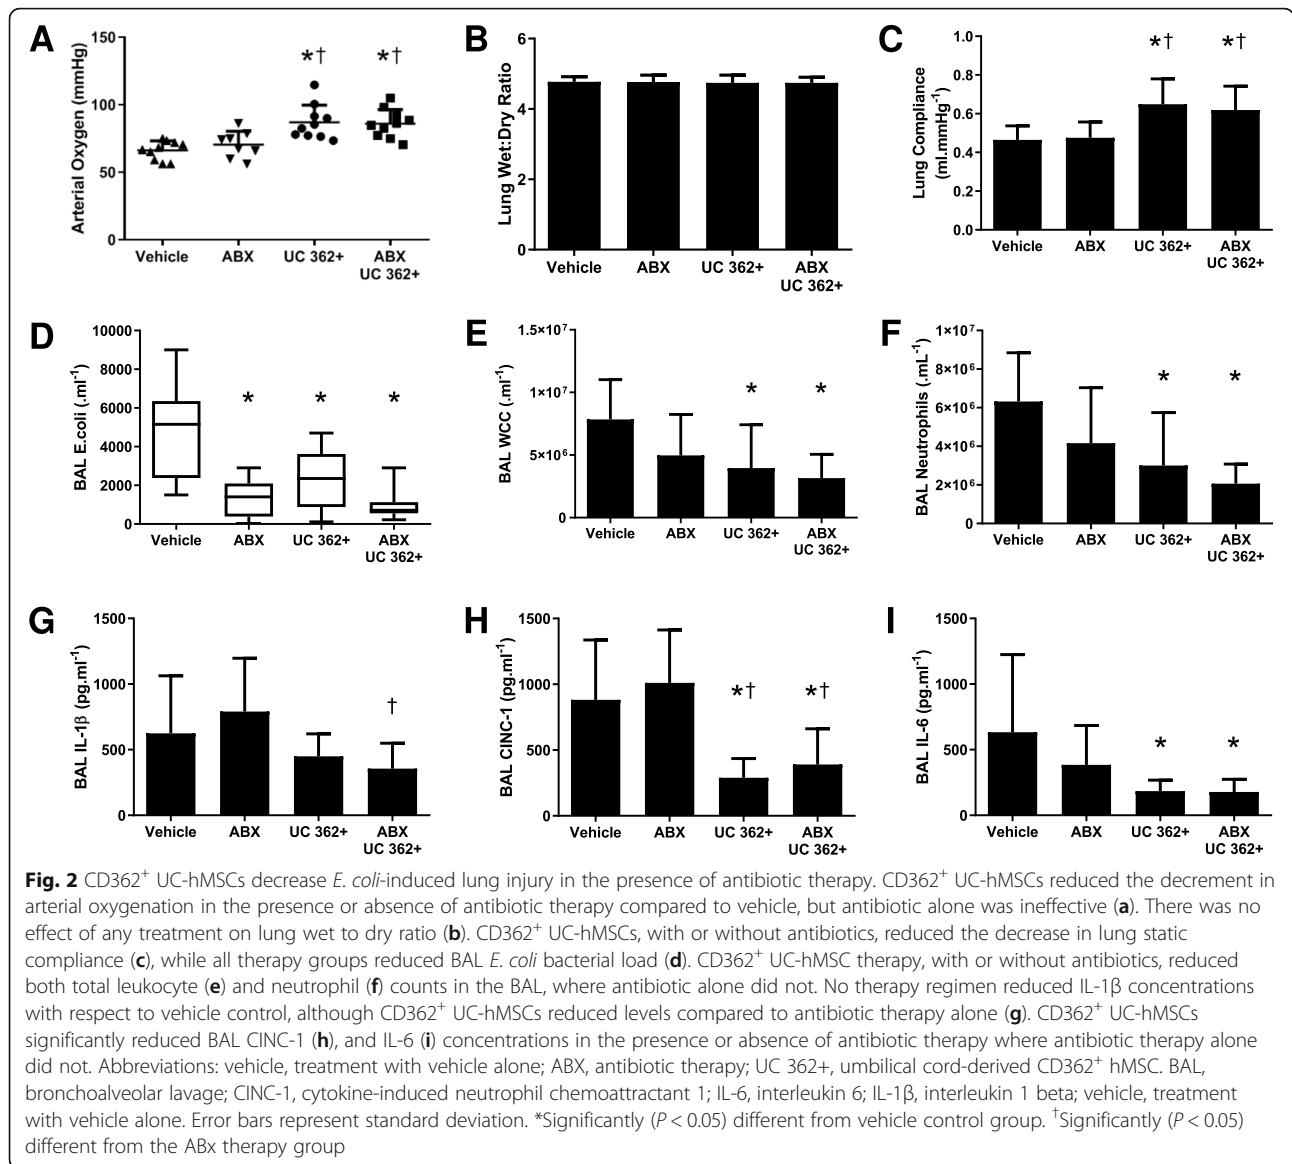 A
Arterial Oxygen (mmHg)
150
100
50
0
*†
*†
Vehicle
ABX
UC 362+
ABX
UC 362+
B
Lung Wet:Dry Ratio
6
4
2
0
Vehicle
ABX
UC 362+
ABX
UC 362+
C
Lung Compliance
(ml.mmHg⁻¹)
1.0
0.8
0.6
0.4
0.2
0.0
*†
*†
Vehicle
ABX
UC 362+
ABX
UC 362+
D
BAL E.coli (.ml⁻¹)
10000
8000
6000
4000
2000
0
*
*
*
Vehicle
ABX
UC 362+
ABX
UC 362+
E
BAL WCC (.ml⁻¹)
1.5×10⁷
1×10⁷
5×10⁶
0
*
*
Vehicle
ABX
UC 362+
ABX
UC 362+
F
BAL Neutrophils (.mL⁻¹)
1×10⁷
8×10⁶
6×10⁶
4×10⁶
2×10⁶
0
*
*
Vehicle
ABX
UC 362+
ABX
UC 362+
G
BAL IL-1β (pg.ml⁻¹)
1500
1000
500
0
†
Vehicle
ABX
UC 362+
ABX
UC 362+
H
BAL CINC-1 (pg.ml⁻¹)
1500
1000
500
0
*†
*†
Vehicle
ABX
UC 362+
ABX
UC 362+
I
BAL IL-6 (pg.ml⁻¹)
1500
1000
500
0
*
*
Vehicle
ABX
UC 362+
ABX
UC 362+
Fig. 2 CD362⁺ UC-hMSCs decrease E. coli-induced lung injury in the presence of antibiotic therapy. CD362⁺ UC-hMSCs reduced the decrement in
arterial oxygenation in the presence or absence of antibiotic therapy compared to vehicle, but antibiotic alone was ineffective (a). There was no
effect of any treatment on lung wet to dry ratio (b). CD362⁺ UC-hMSCs, with or without antibiotics, reduced the decrease in lung static
compliance (c), while all therapy groups reduced BAL E. coli bacterial load (d). CD362⁺ UC-hMSC therapy, with or without antibiotics, reduced
both total leukocyte (e) and neutrophil (f) counts in the BAL, where antibiotic alone did not. No therapy regimen reduced IL-1β concentrations
with respect to vehicle control, although CD362⁺ UC-hMSCs reduced levels compared to antibiotic therapy alone (g). CD362⁺ UC-hMSCs
significantly reduced BAL CINC-1 (h), and IL-6 (i) concentrations in the presence or absence of antibiotic therapy where antibiotic therapy alone
did not. Abbreviations: vehicle, treatment with vehicle alone; ABX, antibiotic therapy; UC 362+, umbilical cord-derived CD362⁺ hMSC. BAL,
bronchoalveolar lavage; CINC-1, cytokine-induced neutrophil chemoattractant 1; IL-6, interleukin 6; IL-1β, interleukin 1 beta; vehicle, treatment
with vehicle alone. Error bars represent standard deviation. *Significantly (P < 0.05) different from vehicle control group. †Significantly (P < 0.05)
different from the ABx therapy group